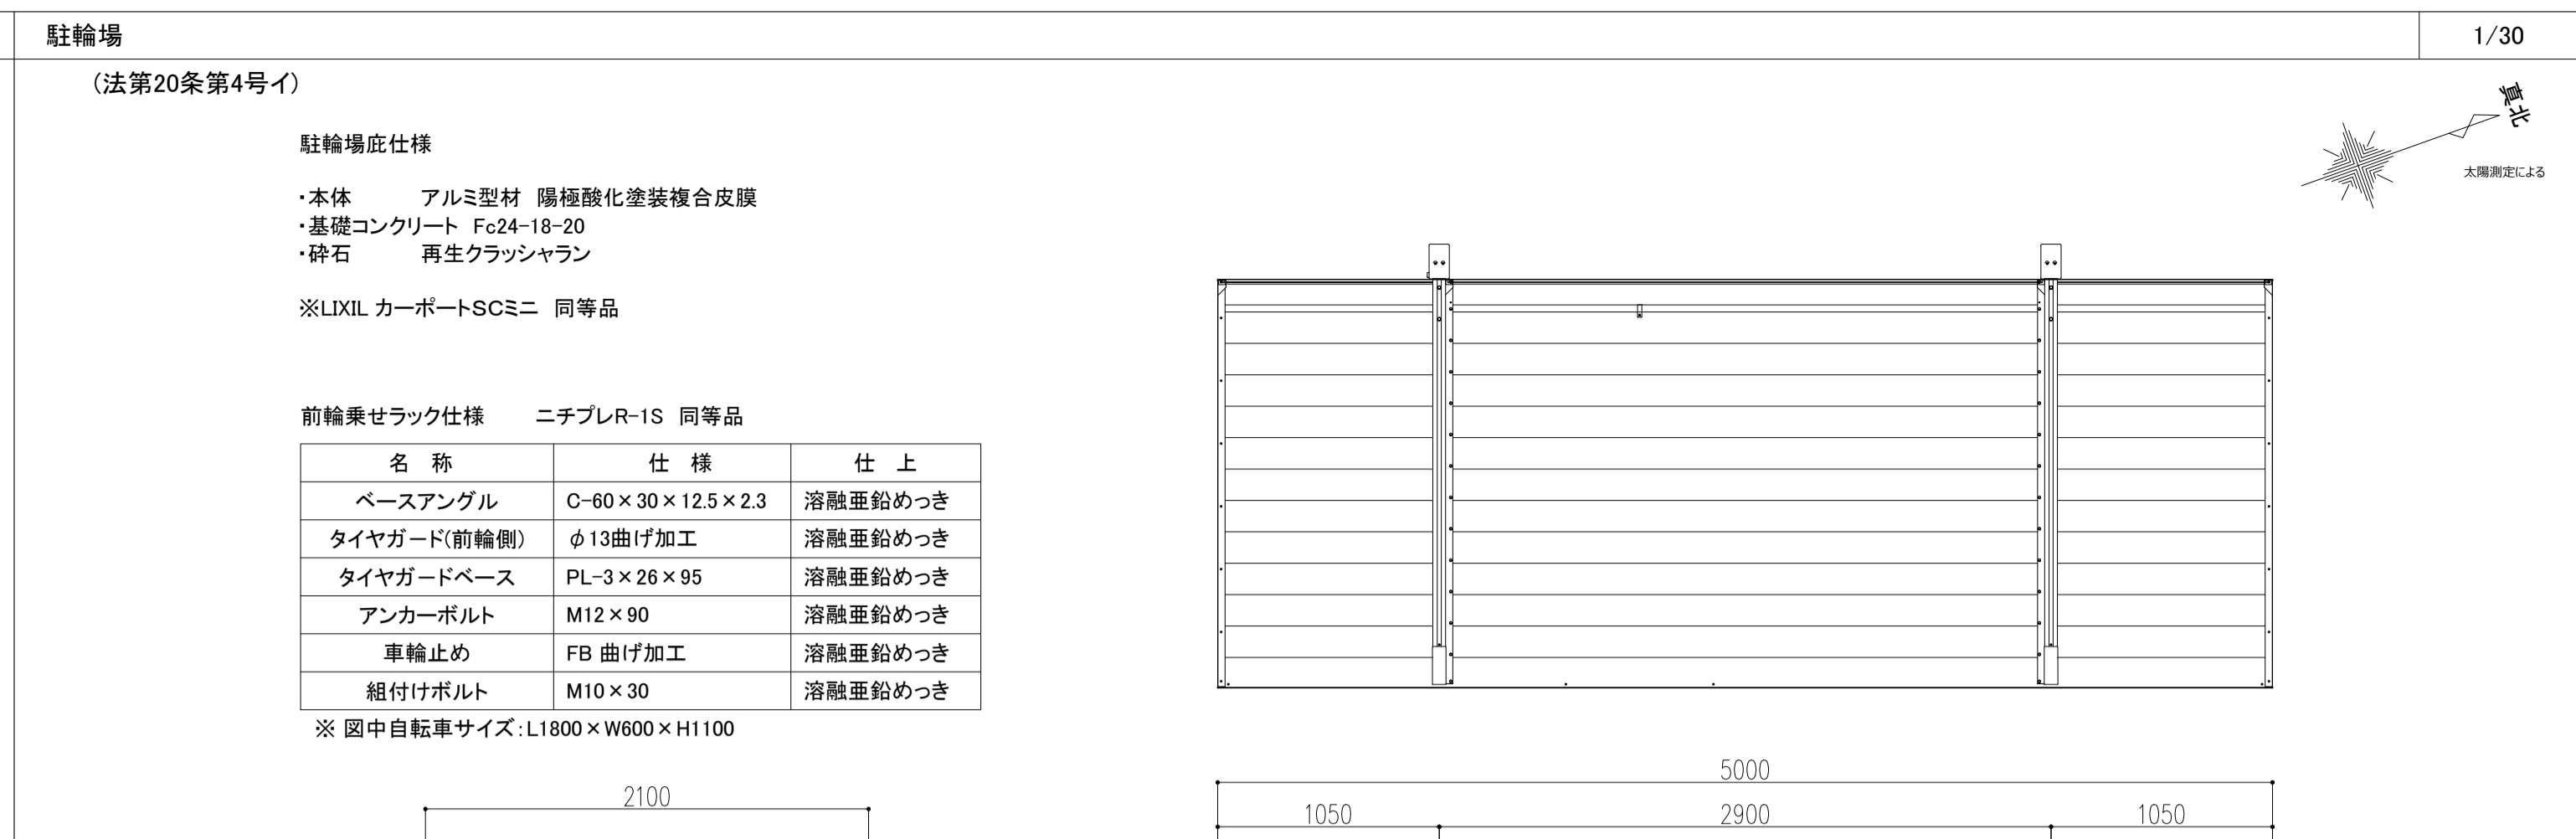 駐輪場 1/30
(法第20条第4号イ)
真北
太陽測定による
駐輪場庇仕様
・本体 アルミ型材 陽極酸化塗装複合皮膜
・基礎コンクリート Fc24-18-20
・砕石 再生クラッシャラン
※LIXIL カーポートSCミニ 同等品
前輪乗せラック仕様 ニチプレR-1S 同等品
名 称 仕 様 仕 上
ベースアングル C-60×30×12.5×2.3 溶融亜鉛めっき
タイヤガード(前輪側) φ13曲げ加工 溶融亜鉛めっき
タイヤガードベース PL-3×26×95 溶融亜鉛めっき
アンカーボルト M12×90 溶融亜鉛めっき
車輪止め FB 曲げ加工 溶融亜鉛めっき
組付けボルト M10×30 溶融亜鉛めっき
※ 図中自転車サイズ:L1800×W600×H1100
2100
5000
1050 2900 1050